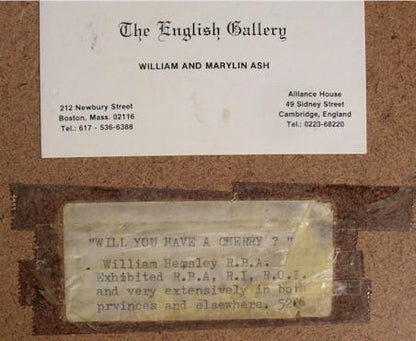 The English Gallery
WILLIAM AND MARYLIN ASH
212 Newbury Street
Boston, Mass. 02116
Tel.: 617 - 536-6388
Alliance House
49 Sidney Street
Cambridge, England
Tel.: 0223-68220
"WILL YOU HAVE A CHERRY ? "
William Hemsley R.B.A.
Exhibited R.B.A, R.I, R.O.I.
and very extensively in both
prvinces and elsewhere.